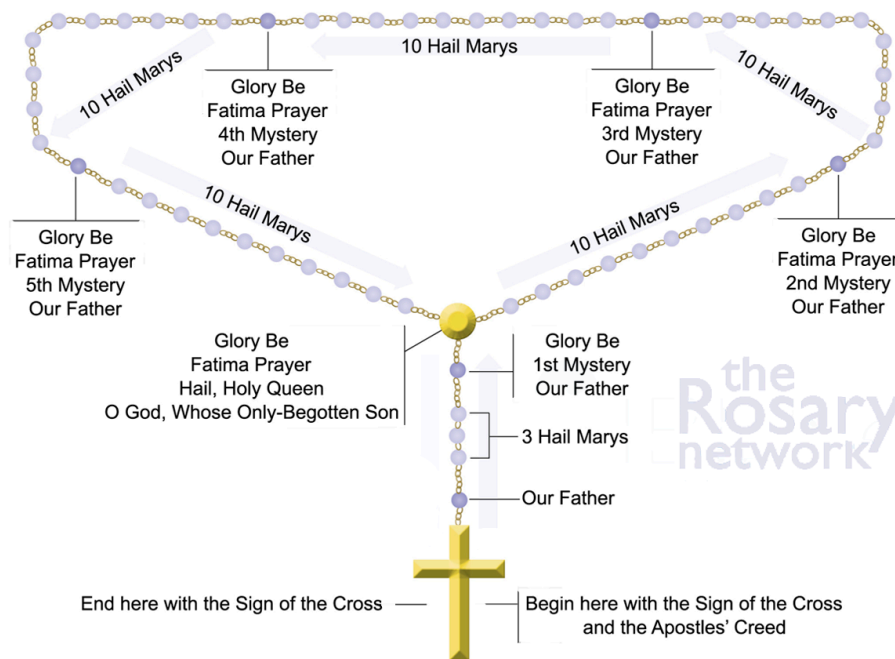 10 Hail Marys
10 Hail Marys
10 Hail Marys
Glory Be
Fatima Prayer
4th Mystery
Our Father
Glory Be
Fatima Prayer
3rd Mystery
Our Father
10 Hail Marys
10 Hail Marys
Glory Be
Fatima Prayer
5th Mystery
Our Father
Glory Be
Fatima Prayer
2nd Mystery
Our Father
Glory Be
Fatima Prayer
Hail, Holy Queen
O God, Whose Only-Begotten Son
Glory Be
1st Mystery
Our Father
the
Rosary
network
3 Hail Marys
Our Father
End here with the Sign of the Cross
Begin here with the Sign of the Cross
and the Apostles' Creed